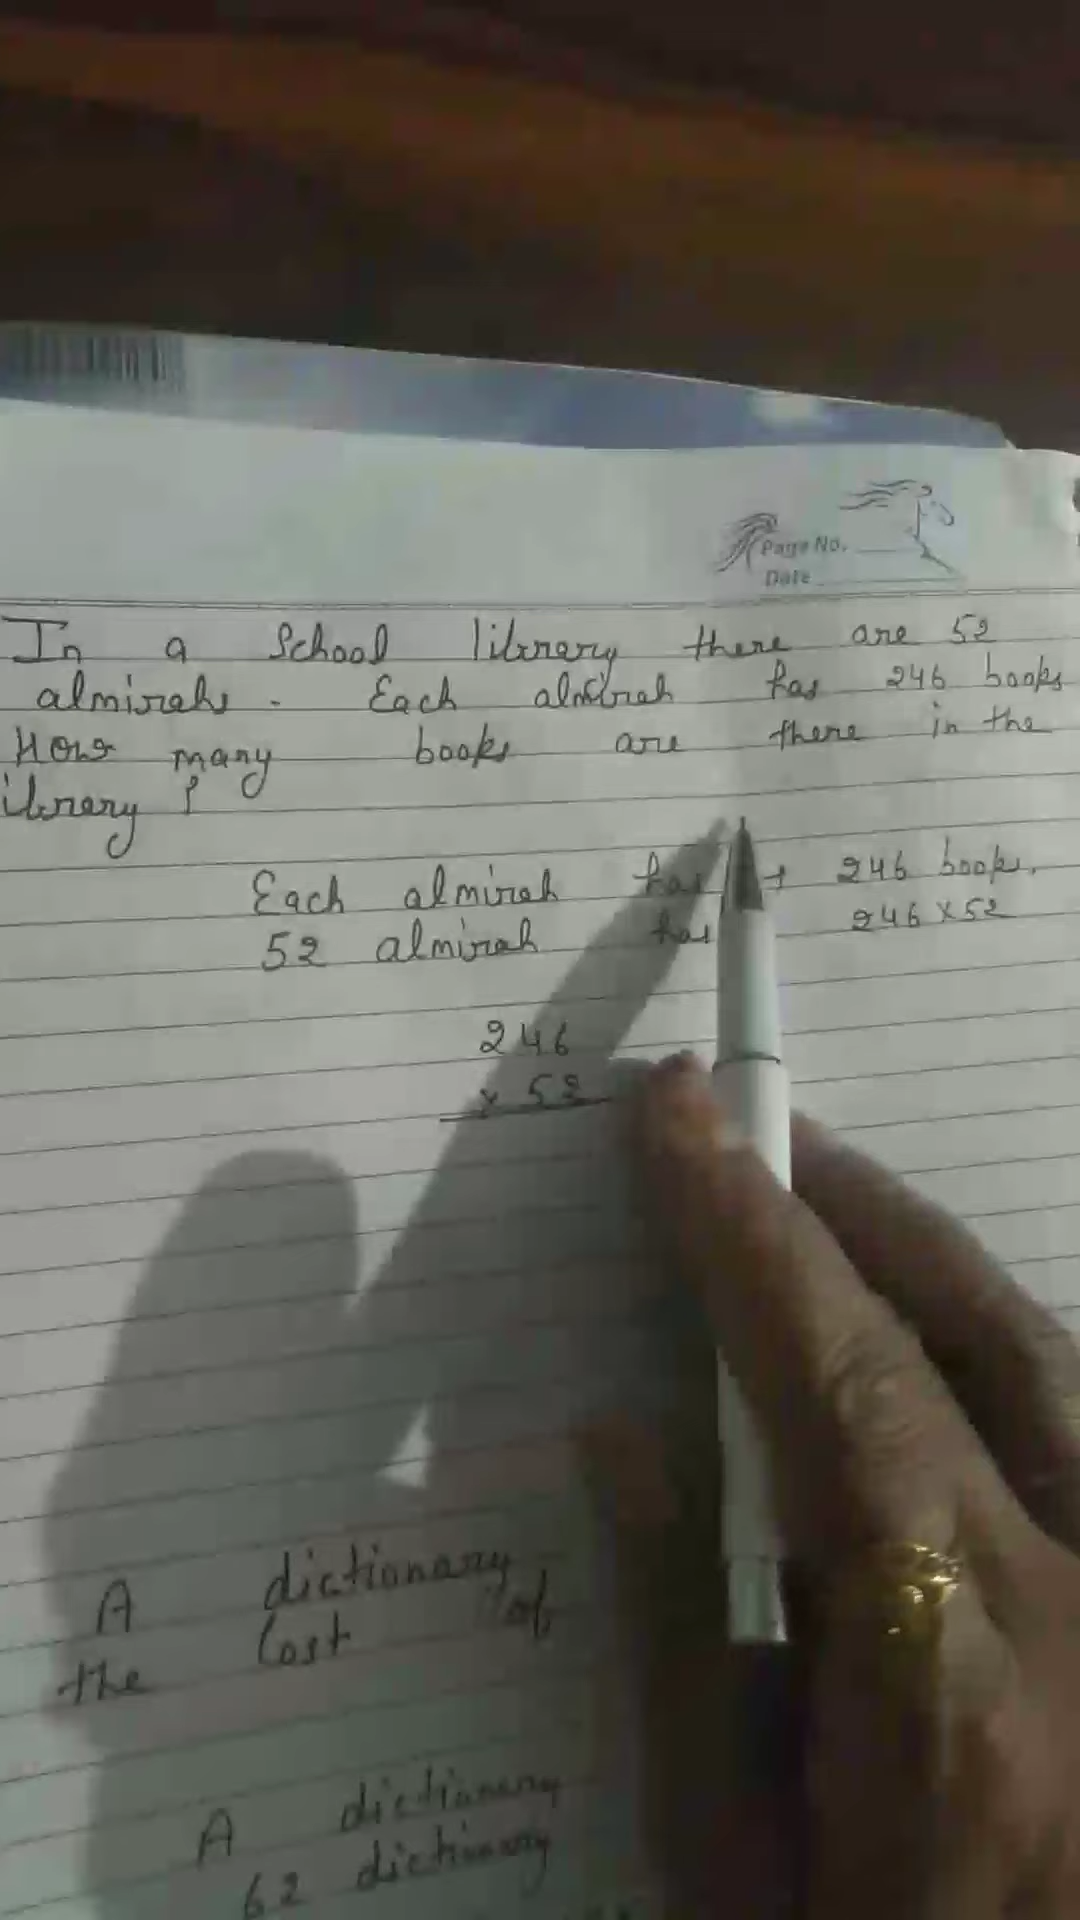 Page No.
Date
In a School library there are 52
almirahs. Each almirah has 246 books
How many books are there in the
library ?
Each almirah has 246 books.
52 almirah has 246 x 52
246
x 52
A dictionary
the cost of
A dictionary
62 dictionary